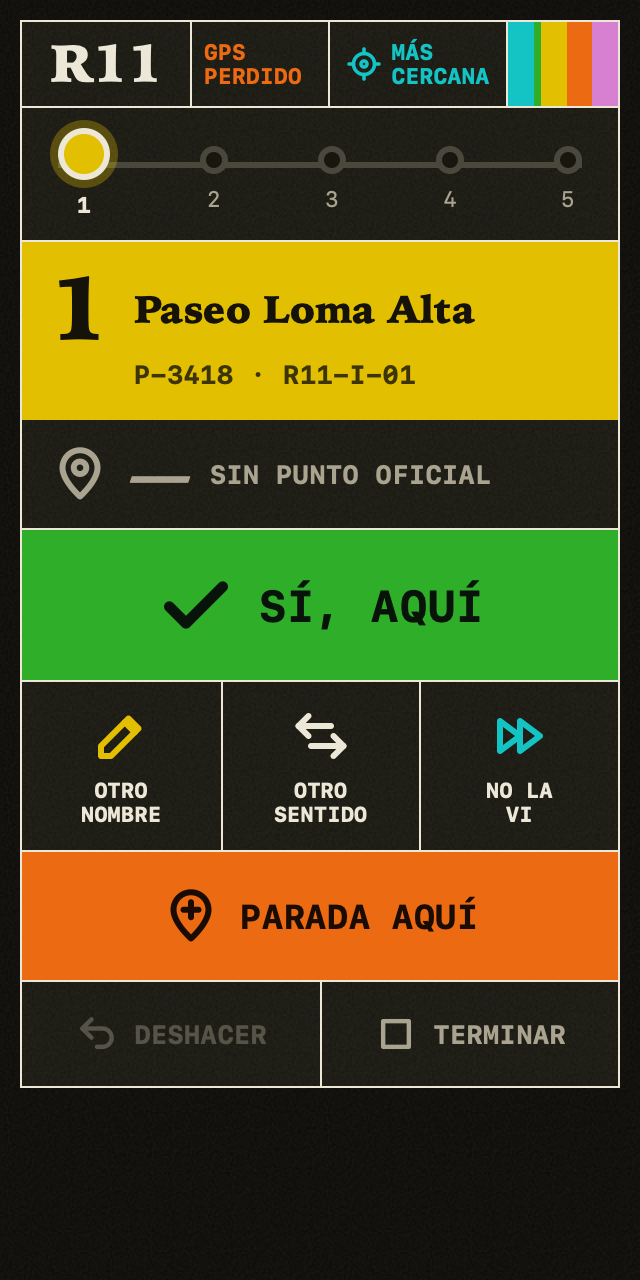 R11
GPS
PERDIDO
MÁS
CERCANA
1
2
3
4
5
1
Paseo Loma Alta
P−3418 · R11−I−01
SIN PUNTO OFICIAL
SÍ, AQUÍ
OTRO
NOMBRE
OTRO
SENTIDO
NO LA
VI
PARADA AQUÍ
DESHACER
TERMINAR